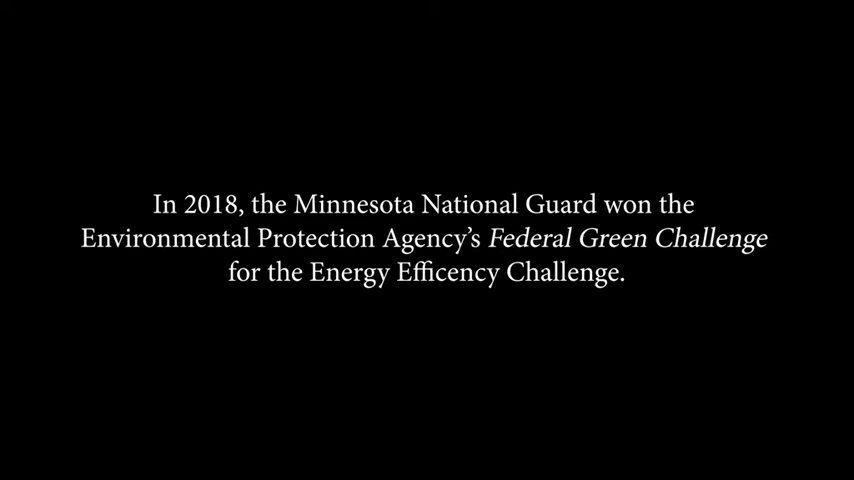 In 2018, the Minnesota National Guard won the
Environmental Protection Agency’s Federal Green Challenge
for the Energy Efficency Challenge.